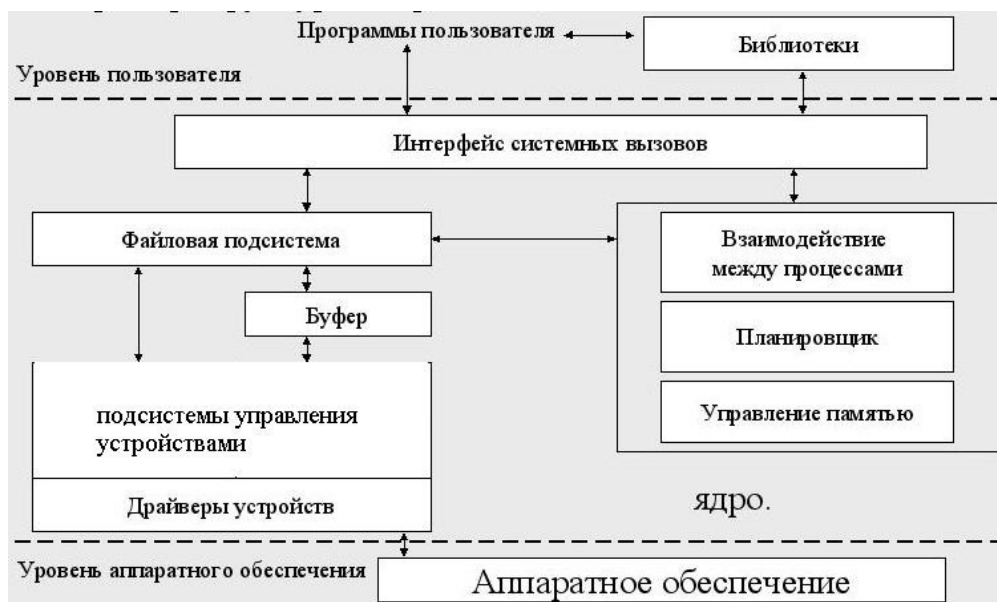 Программы пользователя
Библиотеки
Уровень пользователя
Интерфейс системных вызовов
Файловая подсистема
Взаимодействие
между процессами
Буфер
Планировщик
подсистемы управления
устройствами
Управление памятью
Драйверы устройств
ядро.
Уровень аппаратного обеспечения
Аппаратное обеспечение